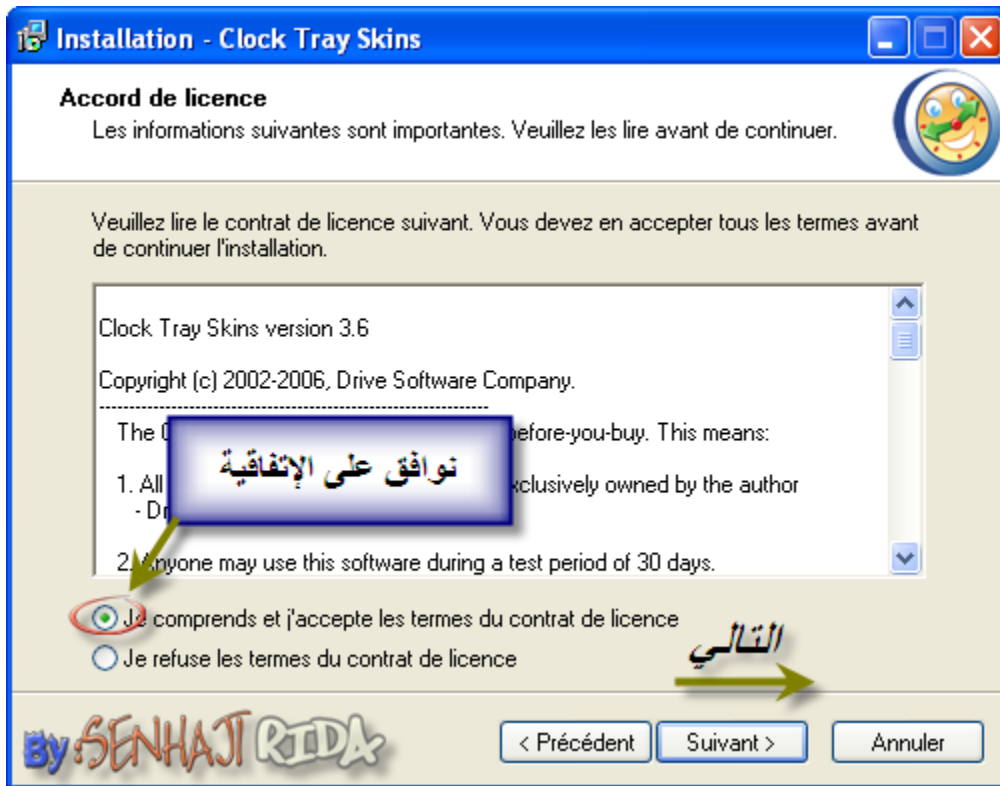 Installation - Clock Tray Skins
Accord de licence
Les informations suivantes sont importantes. Veuillez les lire avant de continuer.
Veuillez lire le contrat de licence suivant. Vous devez en accepter tous les termes avant
de continuer l'installation.
Clock Tray Skins version 3.6
Copyright (c) 2002-2006, Drive Software Company.
------------------------------------------------------------------
The before-you-buy. This means:
نوافق على الإتفاقية
1. All exclusively owned by the author
2. Anyone may use this software during a test period of 30 days.
Je comprends et j'accepte les termes du contrat de licence
Je refuse les termes du contrat de licence
التالي
By SENHAJI RIDA
< Précédent
Suivant >
Annuler